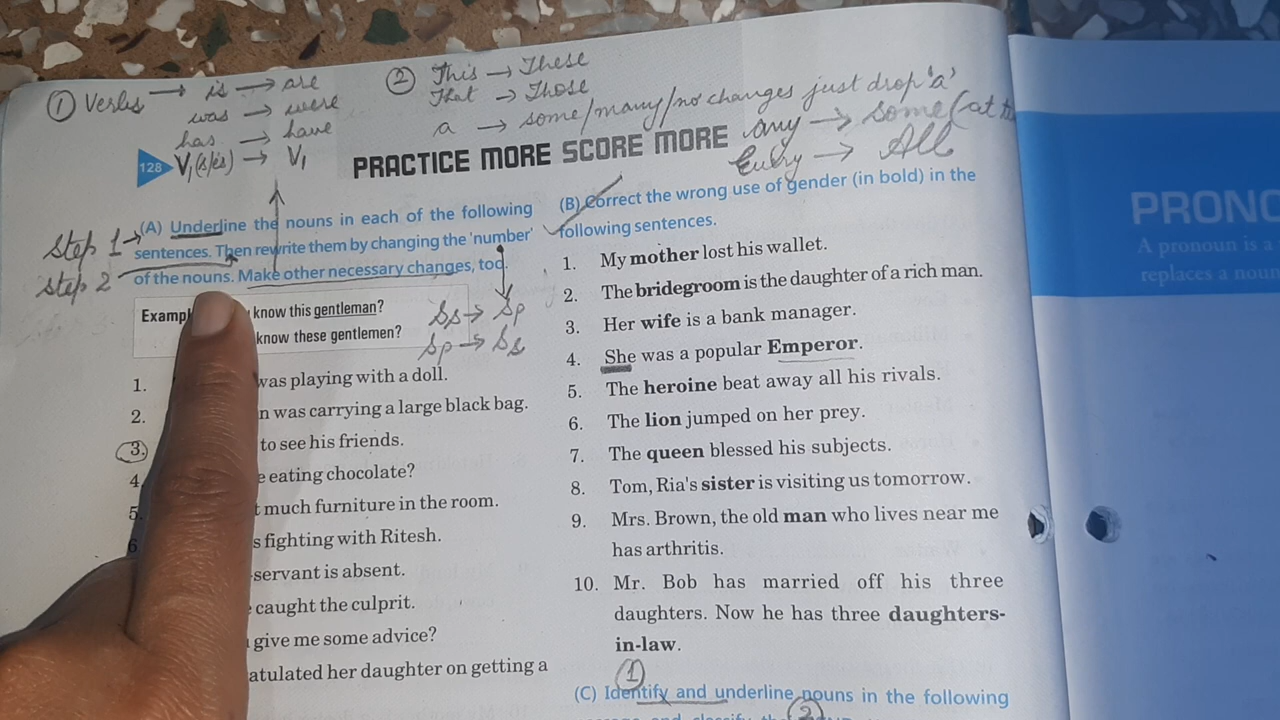 ① Verbs → is → are
was → were
has → have
V₁(s/es) → V₁
② This → These
That → Those
a → some/many/no changes just drop 'a'
any → some
Every → All
128
PRACTICE MORE SCORE MORE
Step 1 →
Step 2
(A) Underline the nouns in each of the following
sentences. Then rewrite them by changing the 'number'
of the nouns. Make other necessary changes, too.
know this gentleman?
know these gentlemen?
Ss → Sp
Sp → Ss
1. was playing with a doll.
2. was carrying a large black bag.
3. to see his friends.
4. eating chocolate?
5. much furniture in the room.
6 fighting with Ritesh.
servant is absent.
caught the culprit.
give me some advice?
her daughter on getting a
(B) Correct the wrong use of gender (in bold) in the
following sentences.
1. My mother lost his wallet.
2. The bridegroom is the daughter of a rich man.
3. Her wife is a bank manager.
4. She was a popular Emperor.
5. The heroine beat away all his rivals.
6. The lion jumped on her prey.
7. The queen blessed his subjects.
8. Tom, Ria's sister is visiting us tomorrow.
9. Mrs. Brown, the old man who lives near me
has arthritis.
10. Mr. Bob has married off his three
daughters. Now he has three daughters-
in-law.
①
(C) Identify and underline nouns in the following
②
PRONO
A pronoun is a
replaces a noun